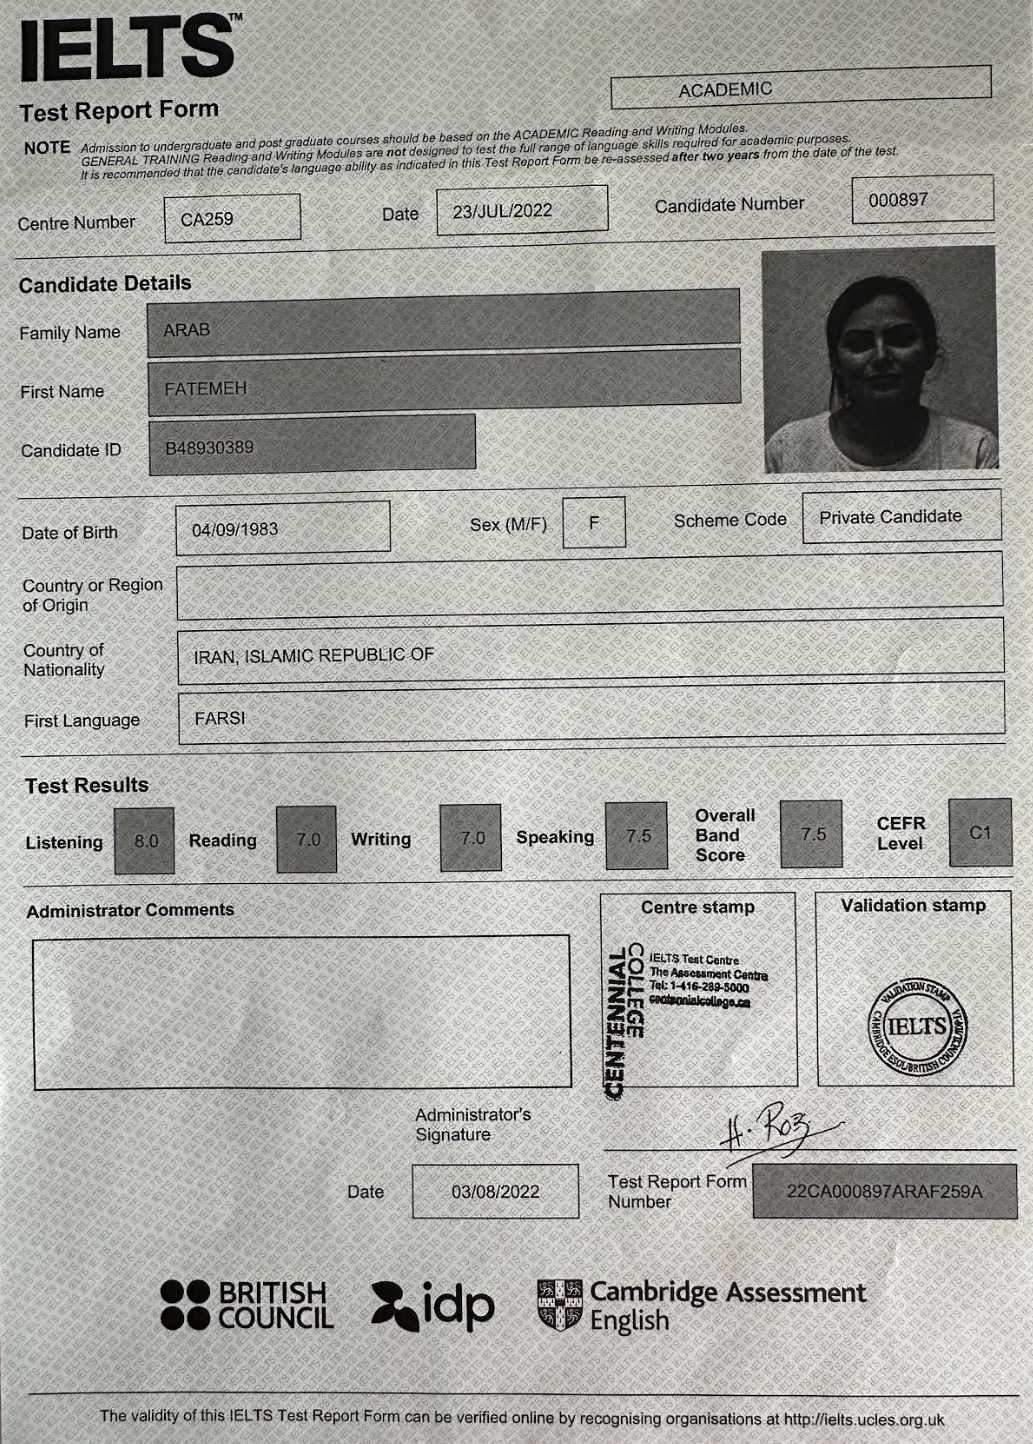 IELTS™
Test Report Form
ACADEMIC
NOTE Admission to undergraduate and post graduate courses should be based on the ACADEMIC Reading and Writing Modules.
GENERAL TRAINING Reading and Writing Modules are not designed to test the full range of language skills required for academic purposes.
It is recommended that the candidate's language ability as indicated in this Test Report Form be re-assessed after two years from the date of the test.
Centre Number CA259 Date 23/JUL/2022 Candidate Number 000897
Candidate Details
Family Name ARAB
First Name FATEMEH
Candidate ID B48930389
Date of Birth 04/09/1983 Sex (M/F) F Scheme Code Private Candidate
Country or Region
of Origin
Country of
Nationality
IRAN, ISLAMIC REPUBLIC OF
First Language FARSI
Test Results
Listening 8.0 Reading 7.0 Writing 7.0 Speaking 7.5 Overall Band Score 7.5 CEFR Level C1
Administrator Comments
Centre stamp
CENTENNIAL
COLLEGE
IELTS Test Centre
The Assessment Centre
Tel: 1-416-289-5000
centennialcollege.ca
Validation stamp
VALIDATION STAMP
IELTS
CAMBRIDGE ESOL/BRITISH COUNCIL/IDP:IA
Administrator's
Signature
H. Roz
Date 03/08/2022
Test Report Form
Number
22CA000897ARAF259A
BRITISH
COUNCIL
idp
Cambridge Assessment
English
The validity of this IELTS Test Report Form can be verified online by recognising organisations at http://ielts.ucles.org.uk